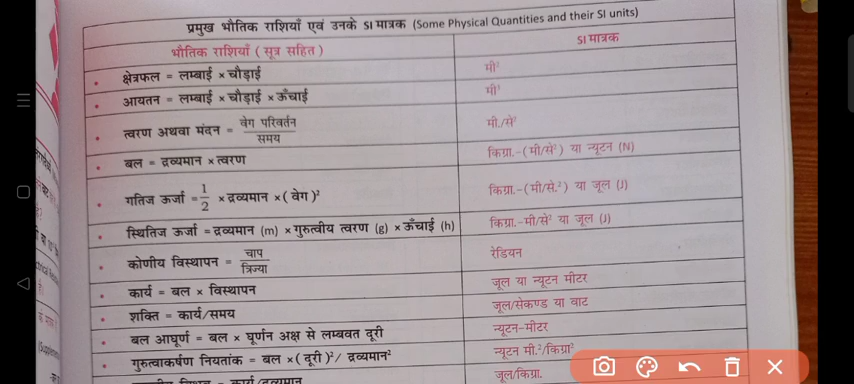 प्रमुख भौतिक राशियाँ एवं उनके SI मात्रक (Some Physical Quantities and their SI units)
भौतिक राशियाँ ( सूत्र सहित ) SI मात्रक
• क्षेत्रफल = लम्बाई × चौड़ाई मी²
• आयतन = लम्बाई × चौड़ाई × ऊँचाई मी³
• त्वरण अथवा मंदन = वेग परिवर्तन / समय मी./से²
• बल = द्रव्यमान × त्वरण किग्रा.-(मी/से²) या न्यूटन (N)
• गतिज ऊर्जा = 1/2 × द्रव्यमान × ( वेग )² किग्रा-(मी/से.²) या जूल (J)
• स्थितिज ऊर्जा = द्रव्यमान (m) × गुरुत्वीय त्वरण (g) × ऊँचाई (h) किग्रा.-मी/से² या जूल (J)
• कोणीय विस्थापन = चाप / त्रिज्या रेडियन
• कार्य = बल × विस्थापन जूल या न्यूटन मीटर
• शक्ति = कार्य/समय जूल/सेकण्ड या वाट
• बल आघूर्ण = बल × घूर्णन अक्ष से लम्बवत दूरी न्यूटन-मीटर
• गुरुत्वाकर्षण नियतांक = बल ×( दूरी )²/ द्रव्यमान² न्यूटन मी.²/किग्रा²
= कार्य/द्रव्यमान जूल/किग्रा.